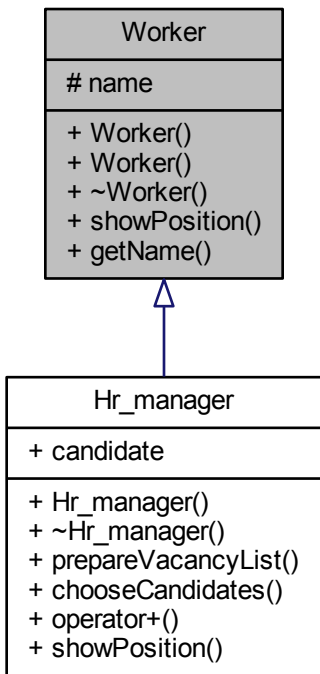 Worker
# name
+ Worker()
+ Worker()
+ ~Worker()
+ showPosition()
+ getName()
Hr_manager
+ candidate
+ Hr_manager()
+ ~Hr_manager()
+ prepareVacancyList()
+ chooseCandidates()
+ operator+()
+ showPosition()